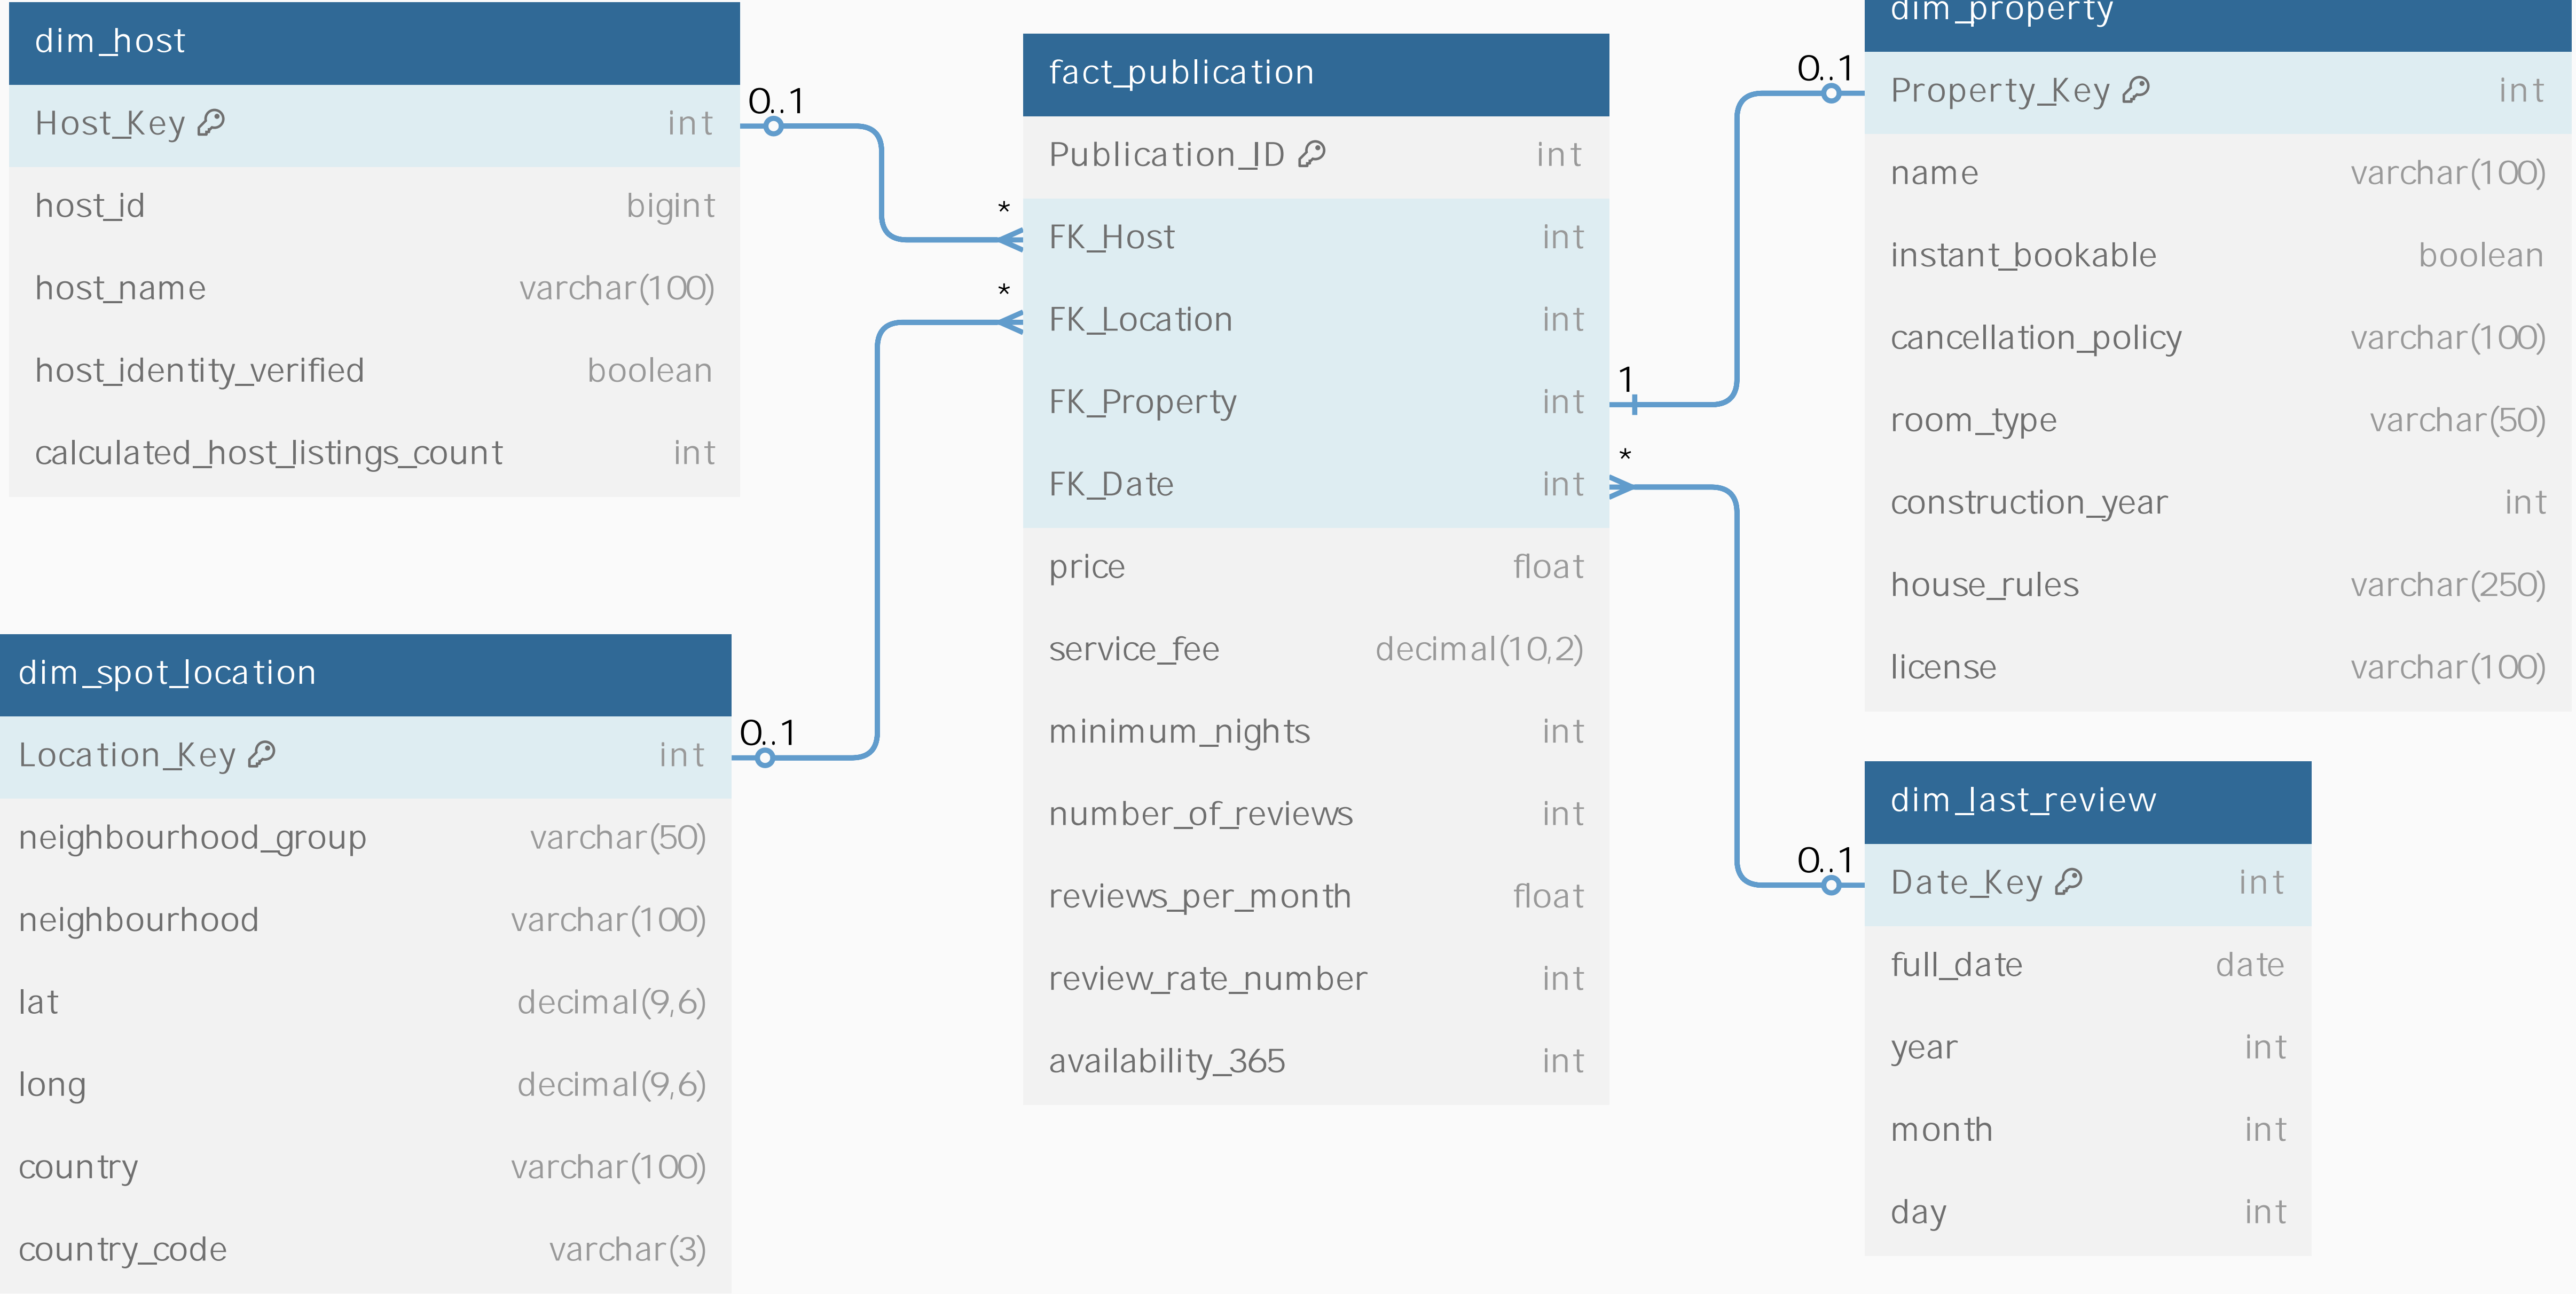 dim_host
Host_Key int
host_id bigint
host_name varchar(100)
host_identity_verified boolean
calculated_host_listings_count int
0..1
*
*
fact_publication
Publication_ID int
FK_Host int
FK_Location int
FK_Property int
FK_Date int
price float
service_fee decimal(10,2)
minimum_nights int
number_of_reviews int
reviews_per_month float
review_rate_number int
availability_365 int
0..1
1
*
0..1
dim_property
Property_Key int
name varchar(100)
instant_bookable boolean
cancellation_policy varchar(100)
room_type varchar(50)
construction_year int
house_rules varchar(250)
license varchar(100)
dim_spot_location
Location_Key int
neighbourhood_group varchar(50)
neighbourhood varchar(100)
lat decimal(9,6)
long decimal(9,6)
country varchar(100)
country_code varchar(3)
0..1
dim_last_review
Date_Key int
full_date date
year int
month int
day int